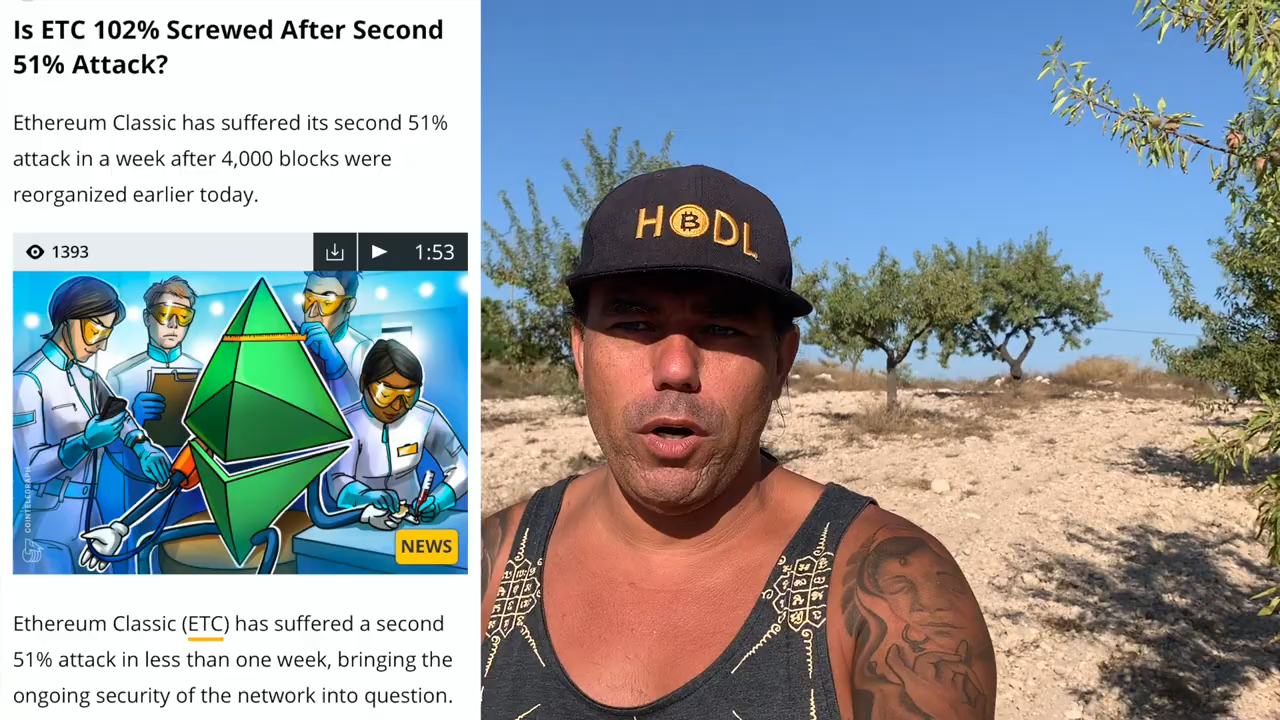 Is ETC 102% Screwed After Second
51% Attack?
Ethereum Classic has suffered its second 51%
attack in a week after 4,000 blocks were
reorganized earlier today.
1393
1:53
COINTELEGRAPH
NEWS
Ethereum Classic (ETC) has suffered a second
51% attack in less than one week, bringing the
ongoing security of the network into question.
HODL